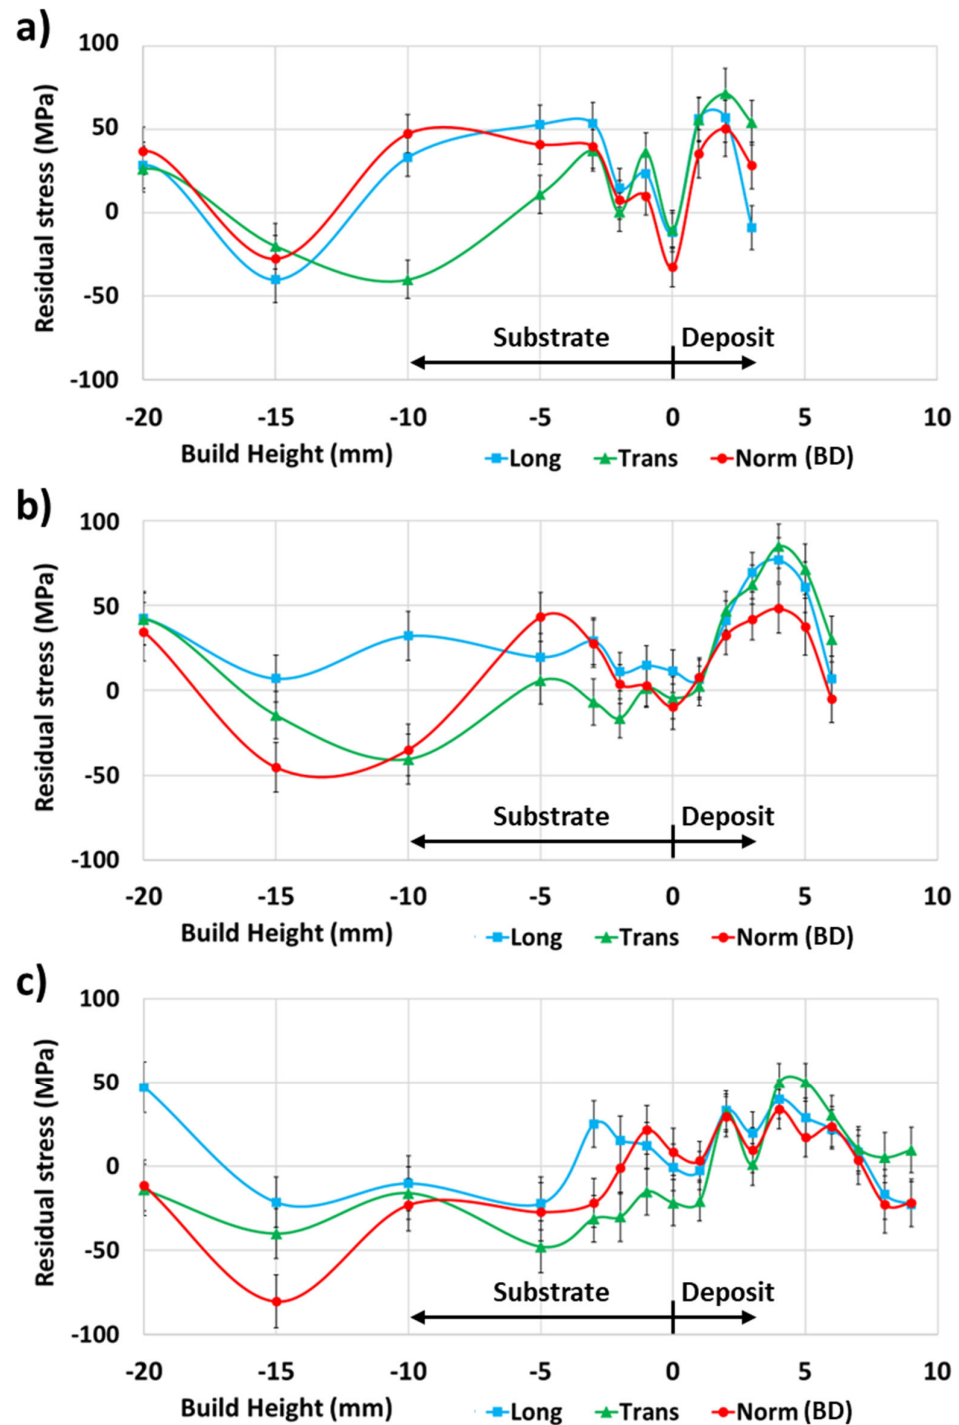 a)
100
50
0
-50
-100
Residual stress (MPa)
Substrate
Deposit
-20 -15 -10 -5 0 5 10
Build Height (mm)
Long Trans Norm (BD)
b)
100
50
0
-50
-100
Residual stress (MPa)
Substrate
Deposit
-20 -15 -10 -5 0 5 10
Build Height (mm)
Long Trans Norm (BD)
c)
100
50
0
-50
-100
Residual stress (MPa)
Substrate
Deposit
-20 -15 -10 -5 0 5 10
Build Height (mm)
Long Trans Norm (BD)